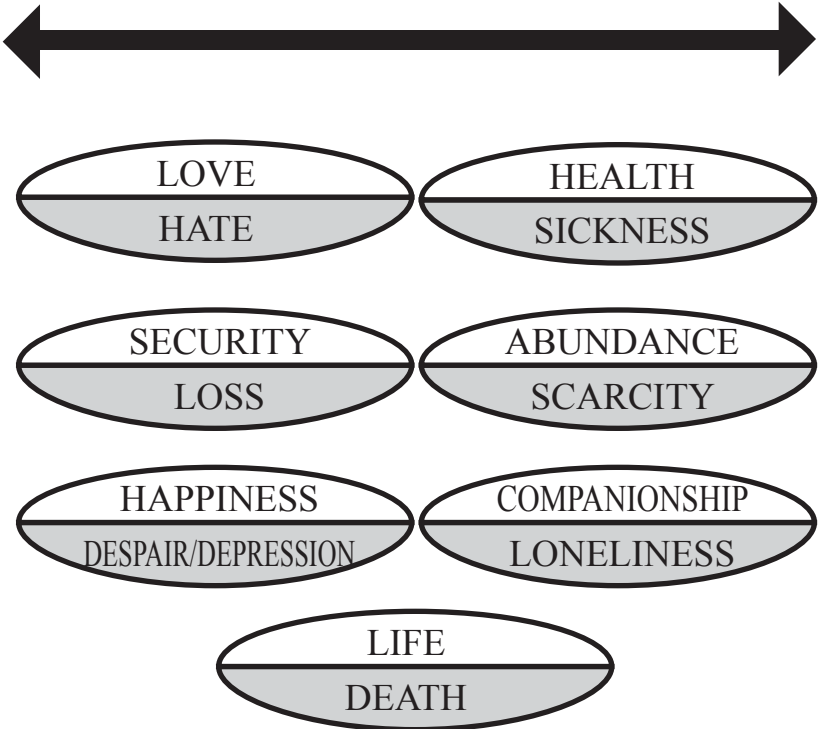 LOVE
HATE
HEALTH
SICKNESS
SECURITY
LOSS
ABUNDANCE
SCARCITY
HAPPINESS
DESPAIR/DEPRESSION
COMPANIONSHIP
LONELINESS
LIFE
DEATH